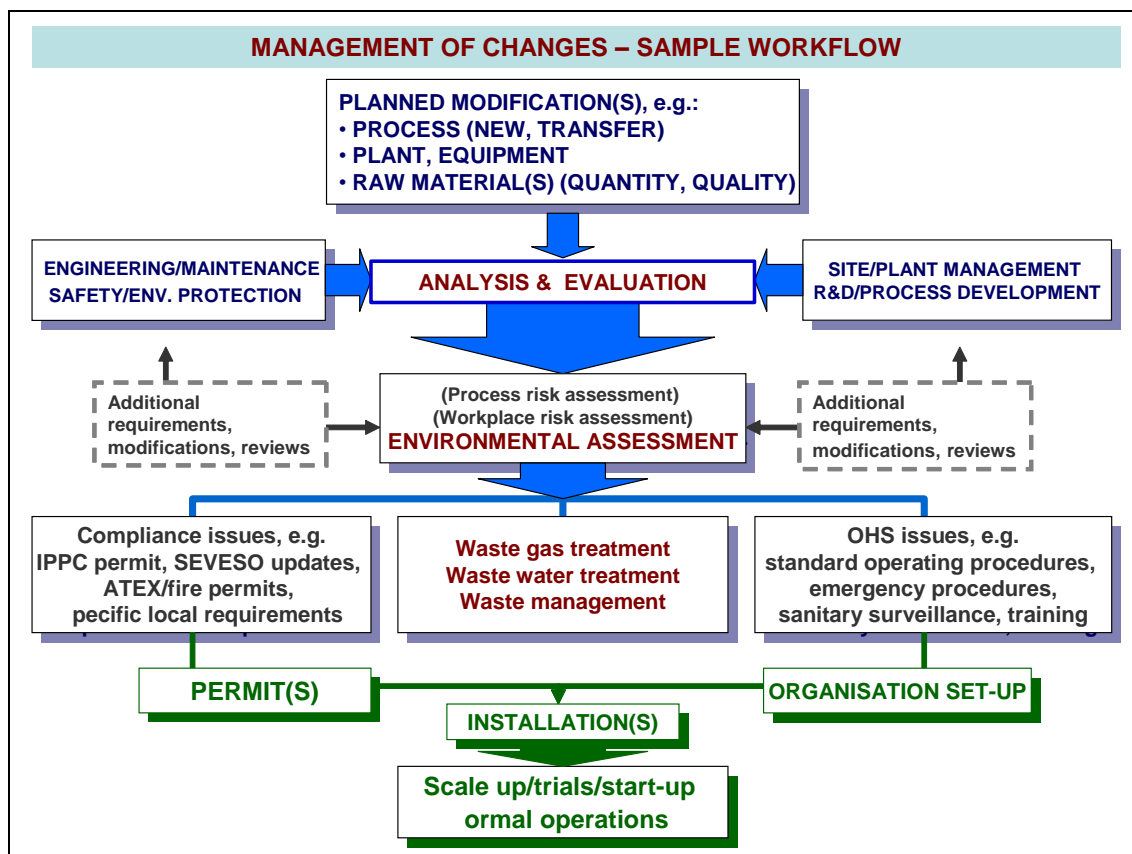 MANAGEMENT OF CHANGES – SAMPLE WORKFLOW
PLANNED MODIFICATION(S), e.g.:
• PROCESS (NEW, TRANSFER)
• PLANT, EQUIPMENT
• RAW MATERIAL(S) (QUANTITY, QUALITY)
ENGINEERING/MAINTENANCE
SAFETY/ENV. PROTECTION
ANALYSIS & EVALUATION
SITE/PLANT MANAGEMENT
R&D/PROCESS DEVELOPMENT
Additional
requirements,
modifications, reviews
(Process risk assessment)
(Workplace risk assessment)
ENVIRONMENTAL ASSESSMENT
Additional
requirements,
modifications, reviews
Compliance issues, e.g.
IPPC permit, SEVESO updates,
ATEX/fire permits,
pecific local requirements
Waste gas treatment
Waste water treatment
Waste management
OHS issues, e.g.
standard operating procedures,
emergency procedures,
sanitary surveillance, training
PERMIT(S)
ORGANISATION SET-UP
INSTALLATION(S)
Scale up/trials/start-up
ormal operations